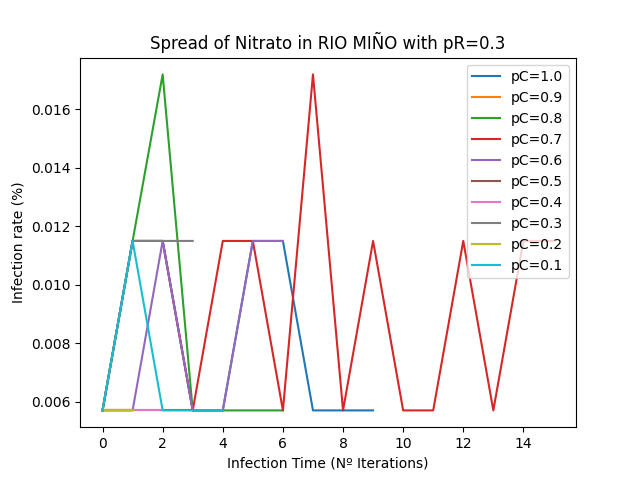 Spread of Nitrato in RIO MIÑO with pR=0.3
Infection rate (%)
0.016
0.014
0.012
0.010
0.008
0.006
0 2 4 6 8 10 12 14
Infection Time (Nº Iterations)
pC=1.0
pC=0.9
pC=0.8
pC=0.7
pC=0.6
pC=0.5
pC=0.4
pC=0.3
pC=0.2
pC=0.1